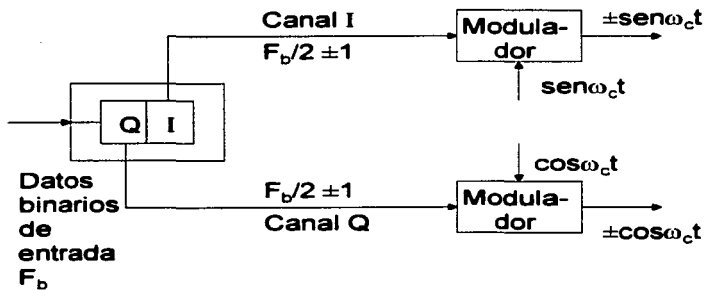 Canal I
F_b/2 ±1
Modula-
dor
±senω_ct
senω_ct
Q I
Datos
binarios
de
entrada
F_b
F_b/2 ±1
Canal Q
cosω_ct
Modula-
dor
±cosω_ct